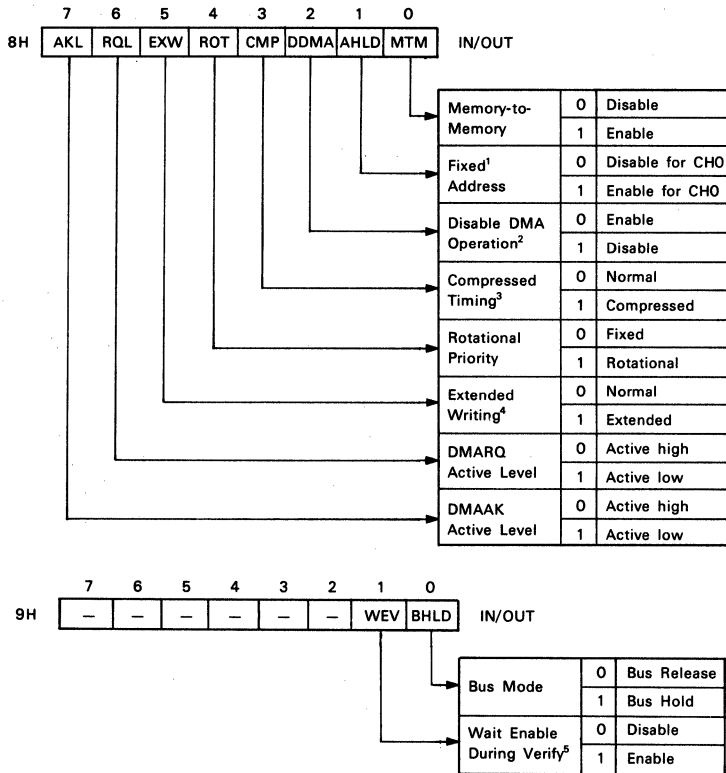 7 6 5 4 3 2 1 0
8H AKL RQL EXW ROT CMP DDMA AHLD MTM IN/OUT
Memory-to-Memory 0 Disable
1 Enable
Fixed¹ Address 0 Disable for CH0
1 Enable for CH0
Disable DMA Operation² 0 Enable
1 Disable
Compressed Timing³ 0 Normal
1 Compressed
Rotational Priority 0 Fixed
1 Rotational
Extended Writing⁴ 0 Normal
1 Extended
DMARQ Active Level 0 Active high
1 Active low
DMAAK Active Level 0 Active high
1 Active low
7 6 5 4 3 2 1 0
9H — — — — — — WEV BHLD IN/OUT
Bus Mode 0 Bus Release
1 Bus Hold
Wait Enable During Verify⁵ 0 Disable
1 Enable